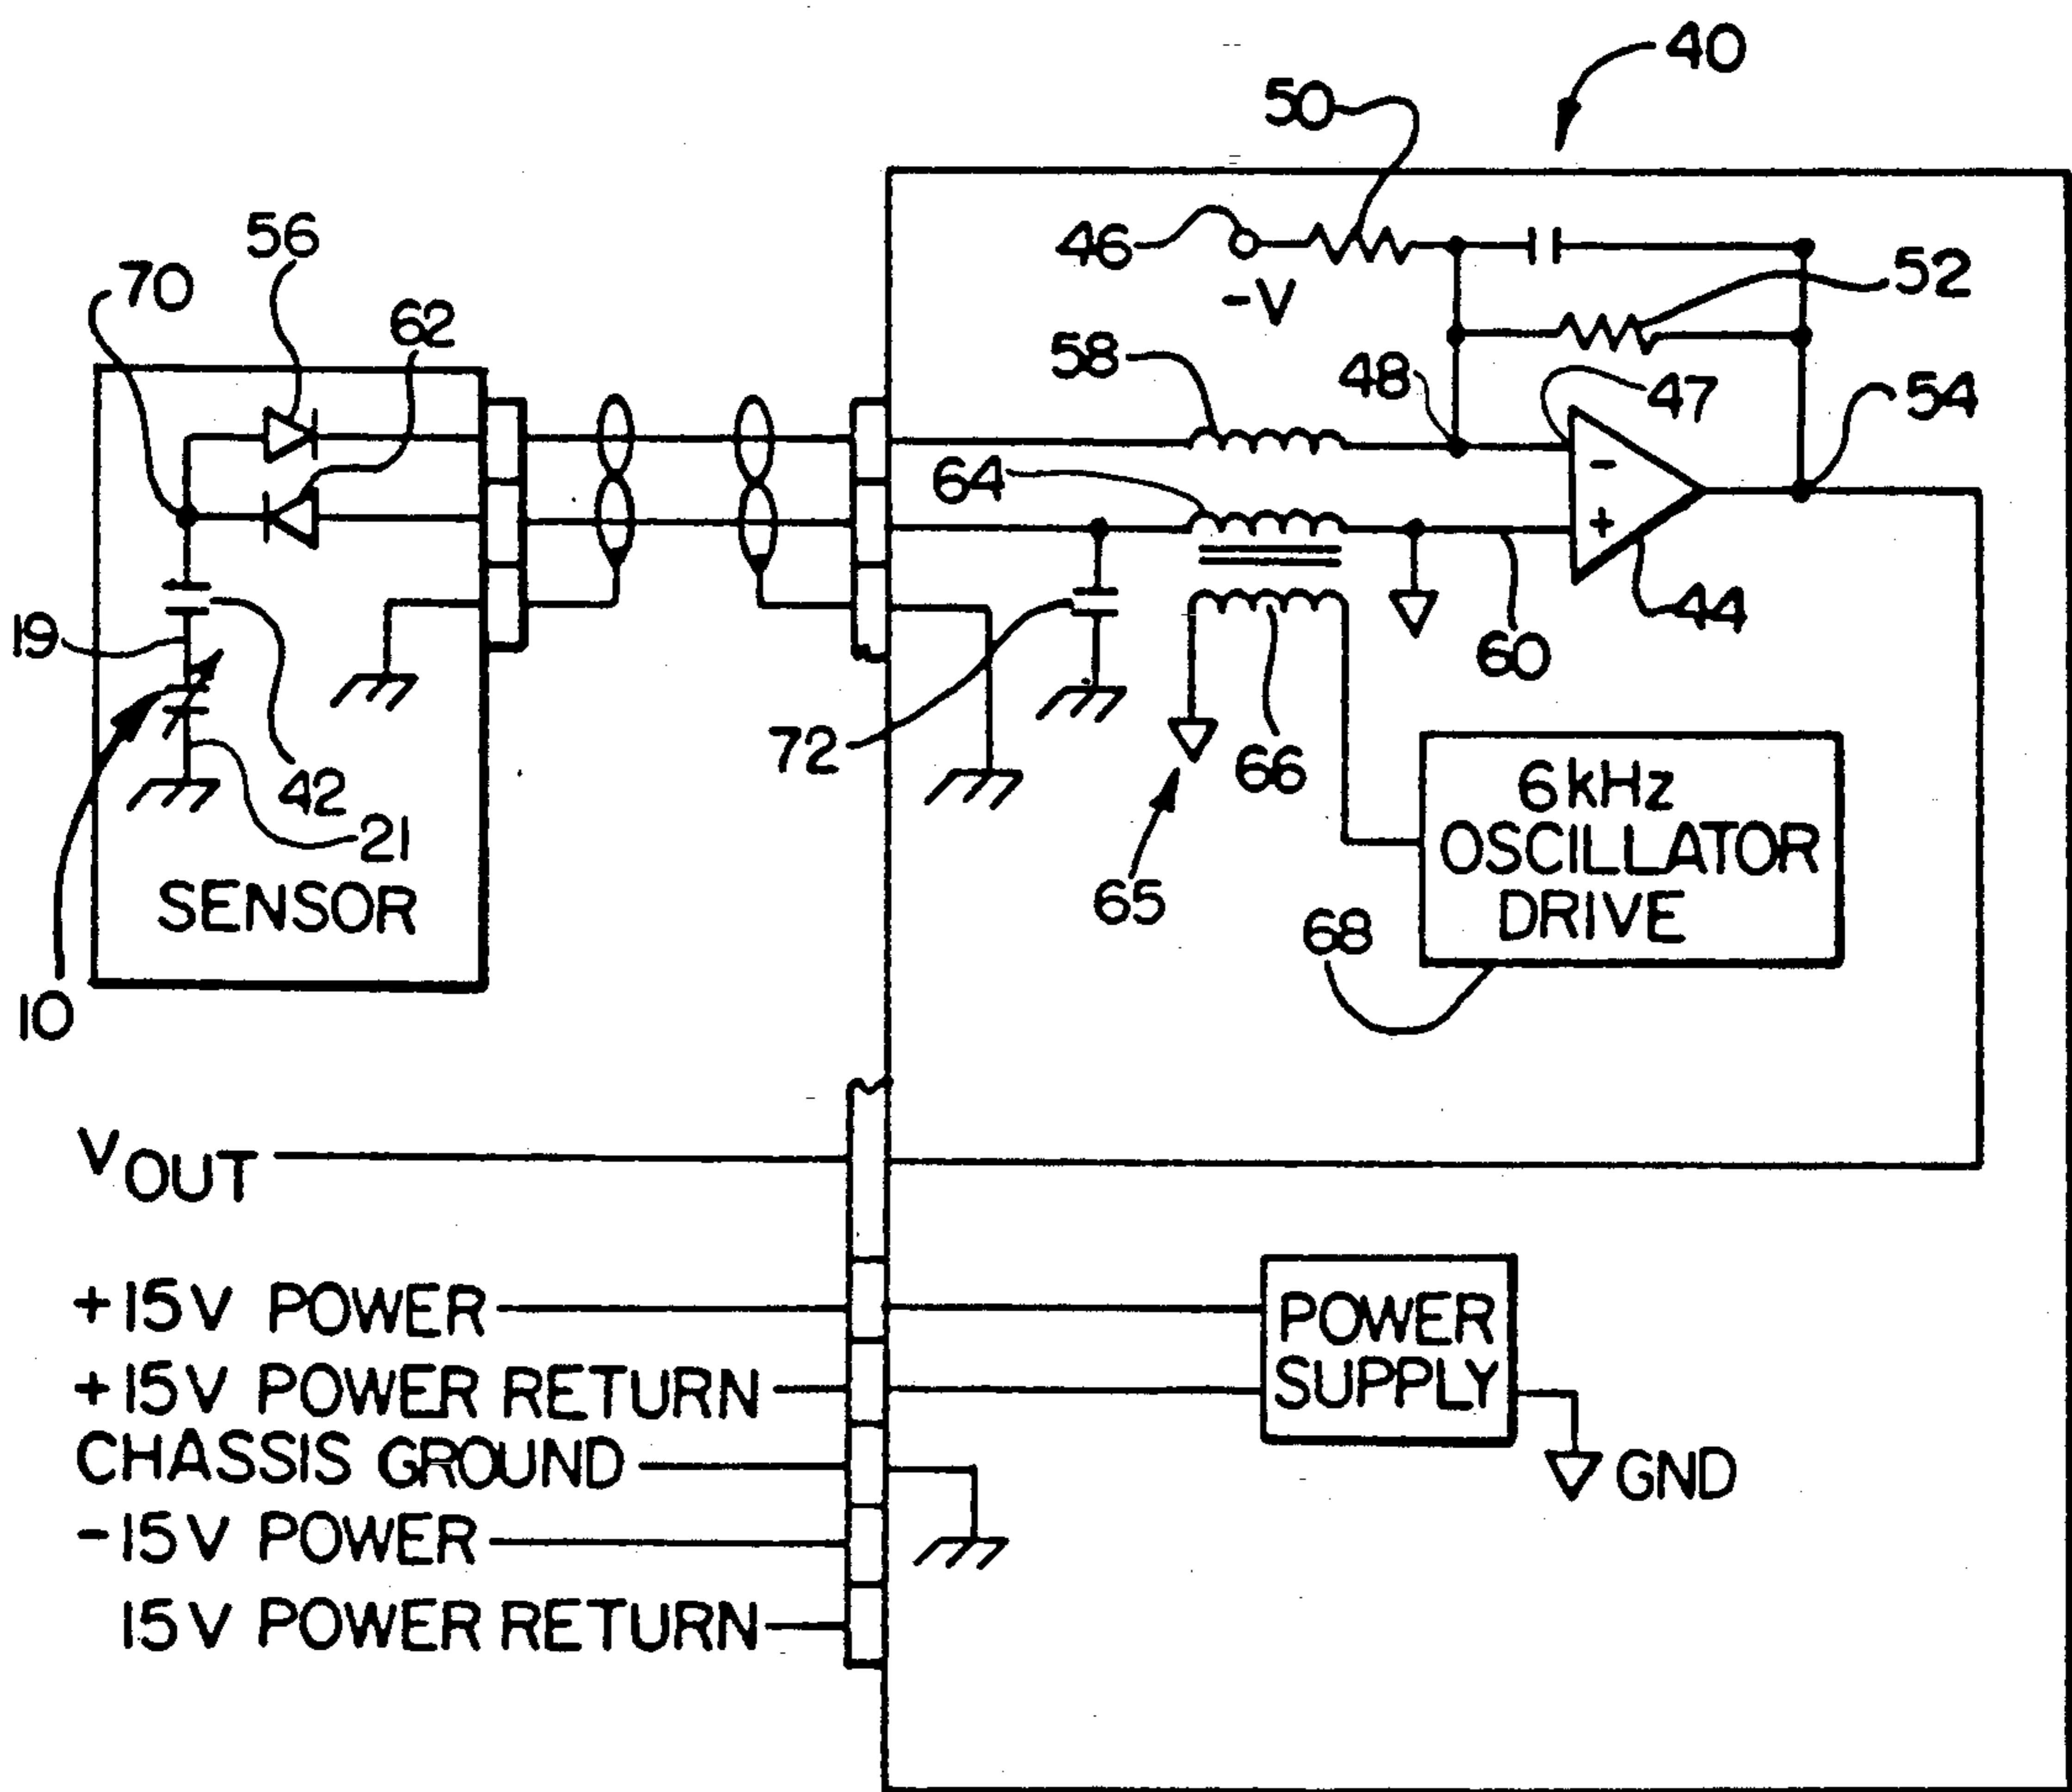 40
50
46
-V
52
56
70
62
58
48
47
54
64
-
+
44
60
19
72
66
42
21
6 kHz
OSCILLATOR
DRIVE
65
68
SENSOR
10
VOUT
+15V POWER
+15V POWER RETURN
CHASSIS GROUND
-15V POWER
15V POWER RETURN
POWER
SUPPLY
GND